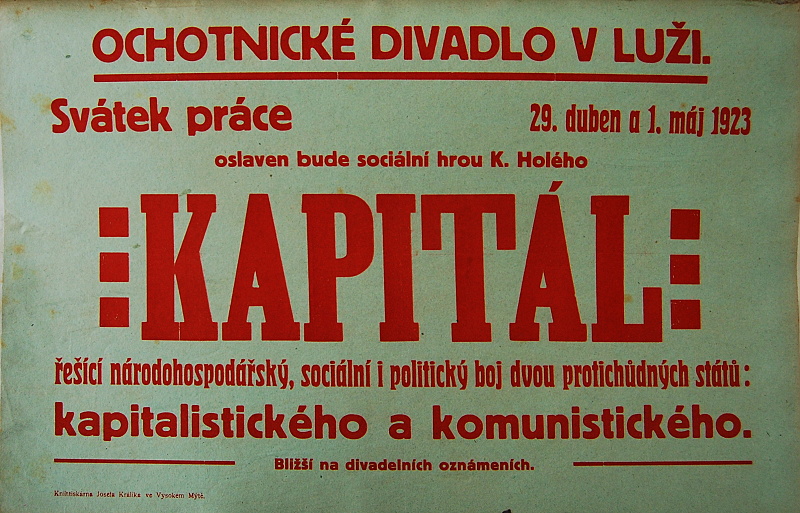 OCHOTNICKÉ DIVADLO V LUŽI.
Svátek práce 29. duben a 1. máj 1923
oslaven bude sociální hrou K. Holého
KAPITÁL
řešící národohospodářský, sociální i politický boj dvou protichůdných států:
kapitalistického a komunistického.
Bližší na divadelních oznámeních.
Knihtiskárna Josefa Králíka ve Vysokem Mýtě.